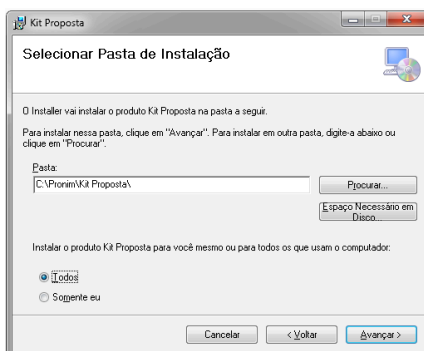 Kit Proposta
Selecionar Pasta de Instalação
O Installer vai instalar o produto Kit Proposta na pasta a seguir.
Para instalar nessa pasta, clique em "Avançar". Para instalar em outra pasta, digite-a abaixo ou
clique em "Procurar".
Pasta:
C:\Pronim\Kit Proposta\
Procurar...
Espaço Necessário em
Disco...
Instalar o produto Kit Proposta para você mesmo ou para todos os que usam o computador:
Todos
Somente eu
Cancelar
< Voltar
Avançar >